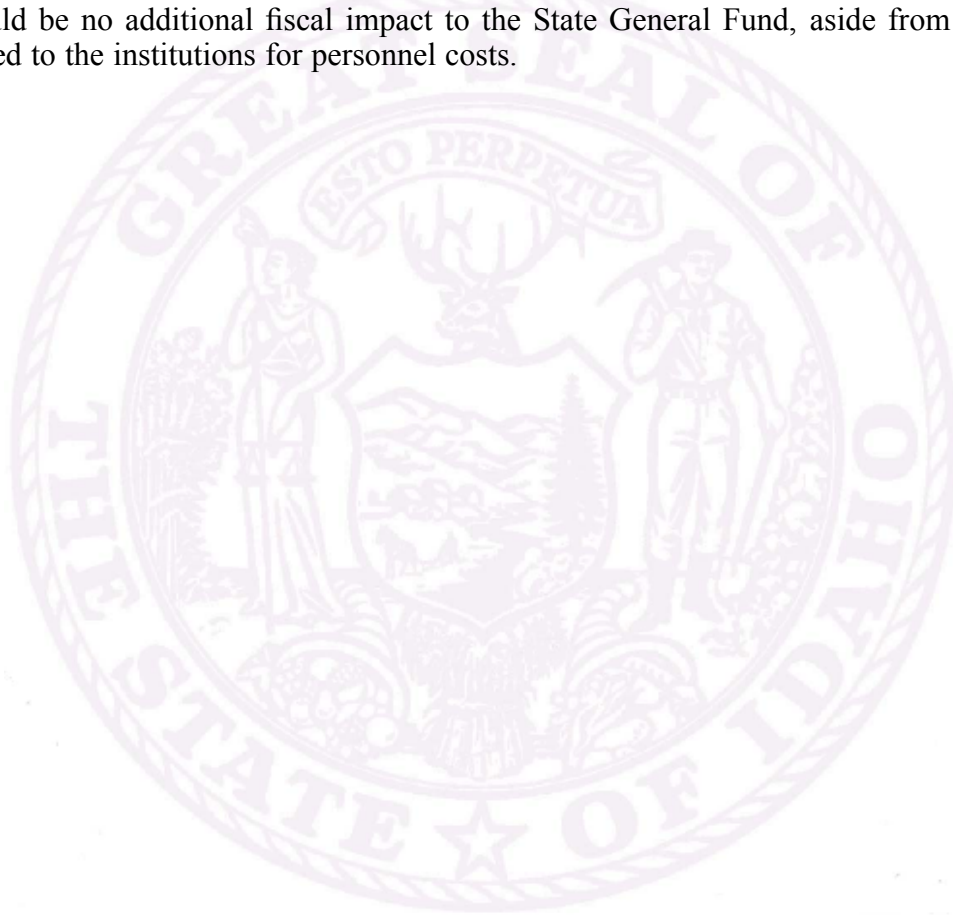 ld be no additional fiscal impact to the State General Fund, aside from
ed to the institutions for personnel costs.
GREAT SEAL OF
ESTO PERPETUA
THE
IDAHO
STATE OF